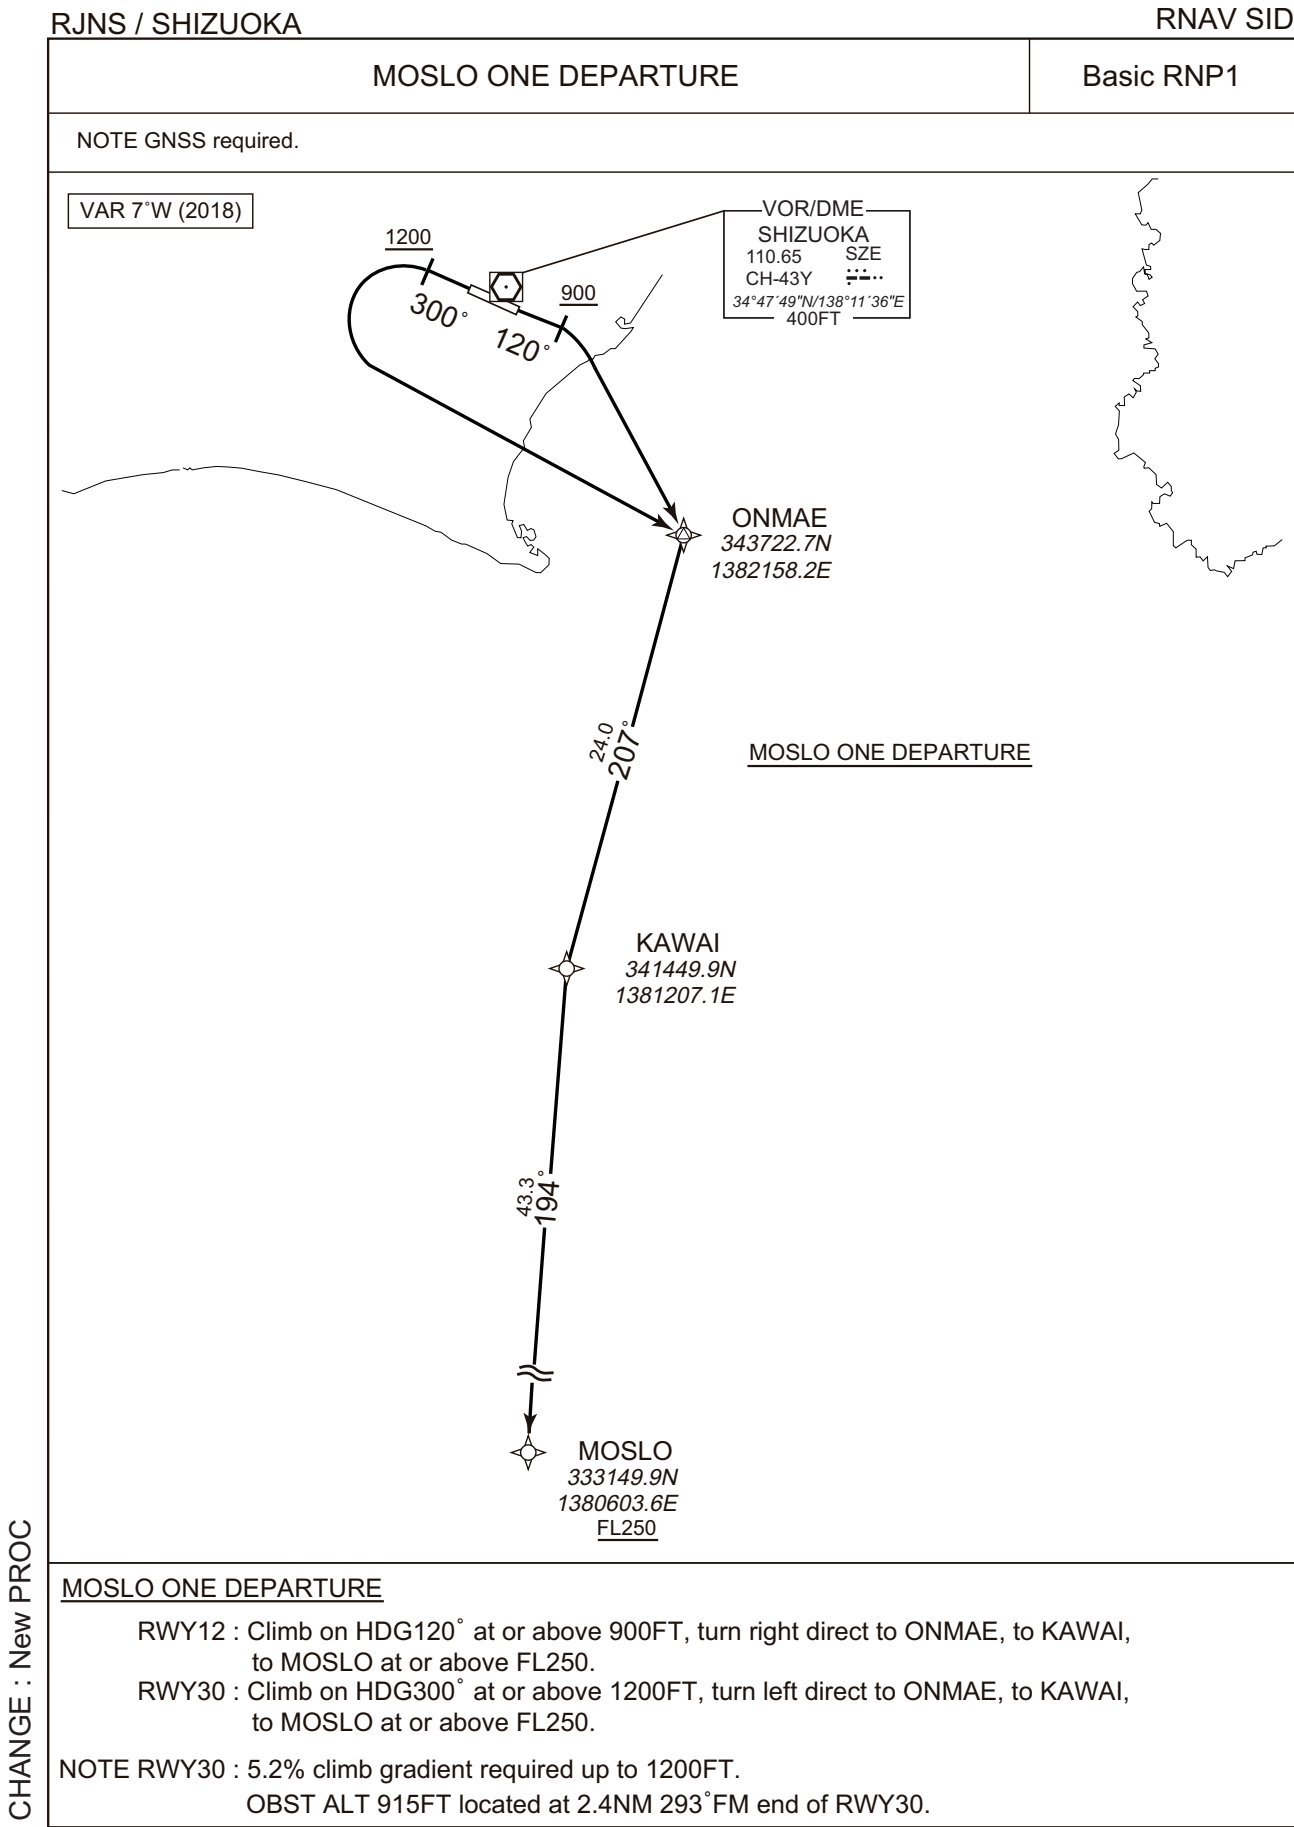 RJNS / SHIZUOKA
RNAV SID
MOSLO ONE DEPARTURE
Basic RNP1
NOTE GNSS required.
VAR 7˚W (2018)
VOR/DME
SHIZUOKA
110.65 SZE
CH-43Y
34°47´49"N/138°11´36"E
400FT
1200
300˚
900
120˚
ONMAE
343722.7N
1382158.2E
24.0
207˚
MOSLO ONE DEPARTURE
KAWAI
341449.9N
1381207.1E
43.3
194˚
MOSLO
333149.9N
1380603.6E
FL250
MOSLO ONE DEPARTURE
RWY12 : Climb on HDG120˚ at or above 900FT, turn right direct to ONMAE, to KAWAI,
to MOSLO at or above FL250.
RWY30 : Climb on HDG300˚ at or above 1200FT, turn left direct to ONMAE, to KAWAI,
to MOSLO at or above FL250.
NOTE RWY30 : 5.2% climb gradient required up to 1200FT.
OBST ALT 915FT located at 2.4NM 293˚FM end of RWY30.
CHANGE : New PROC